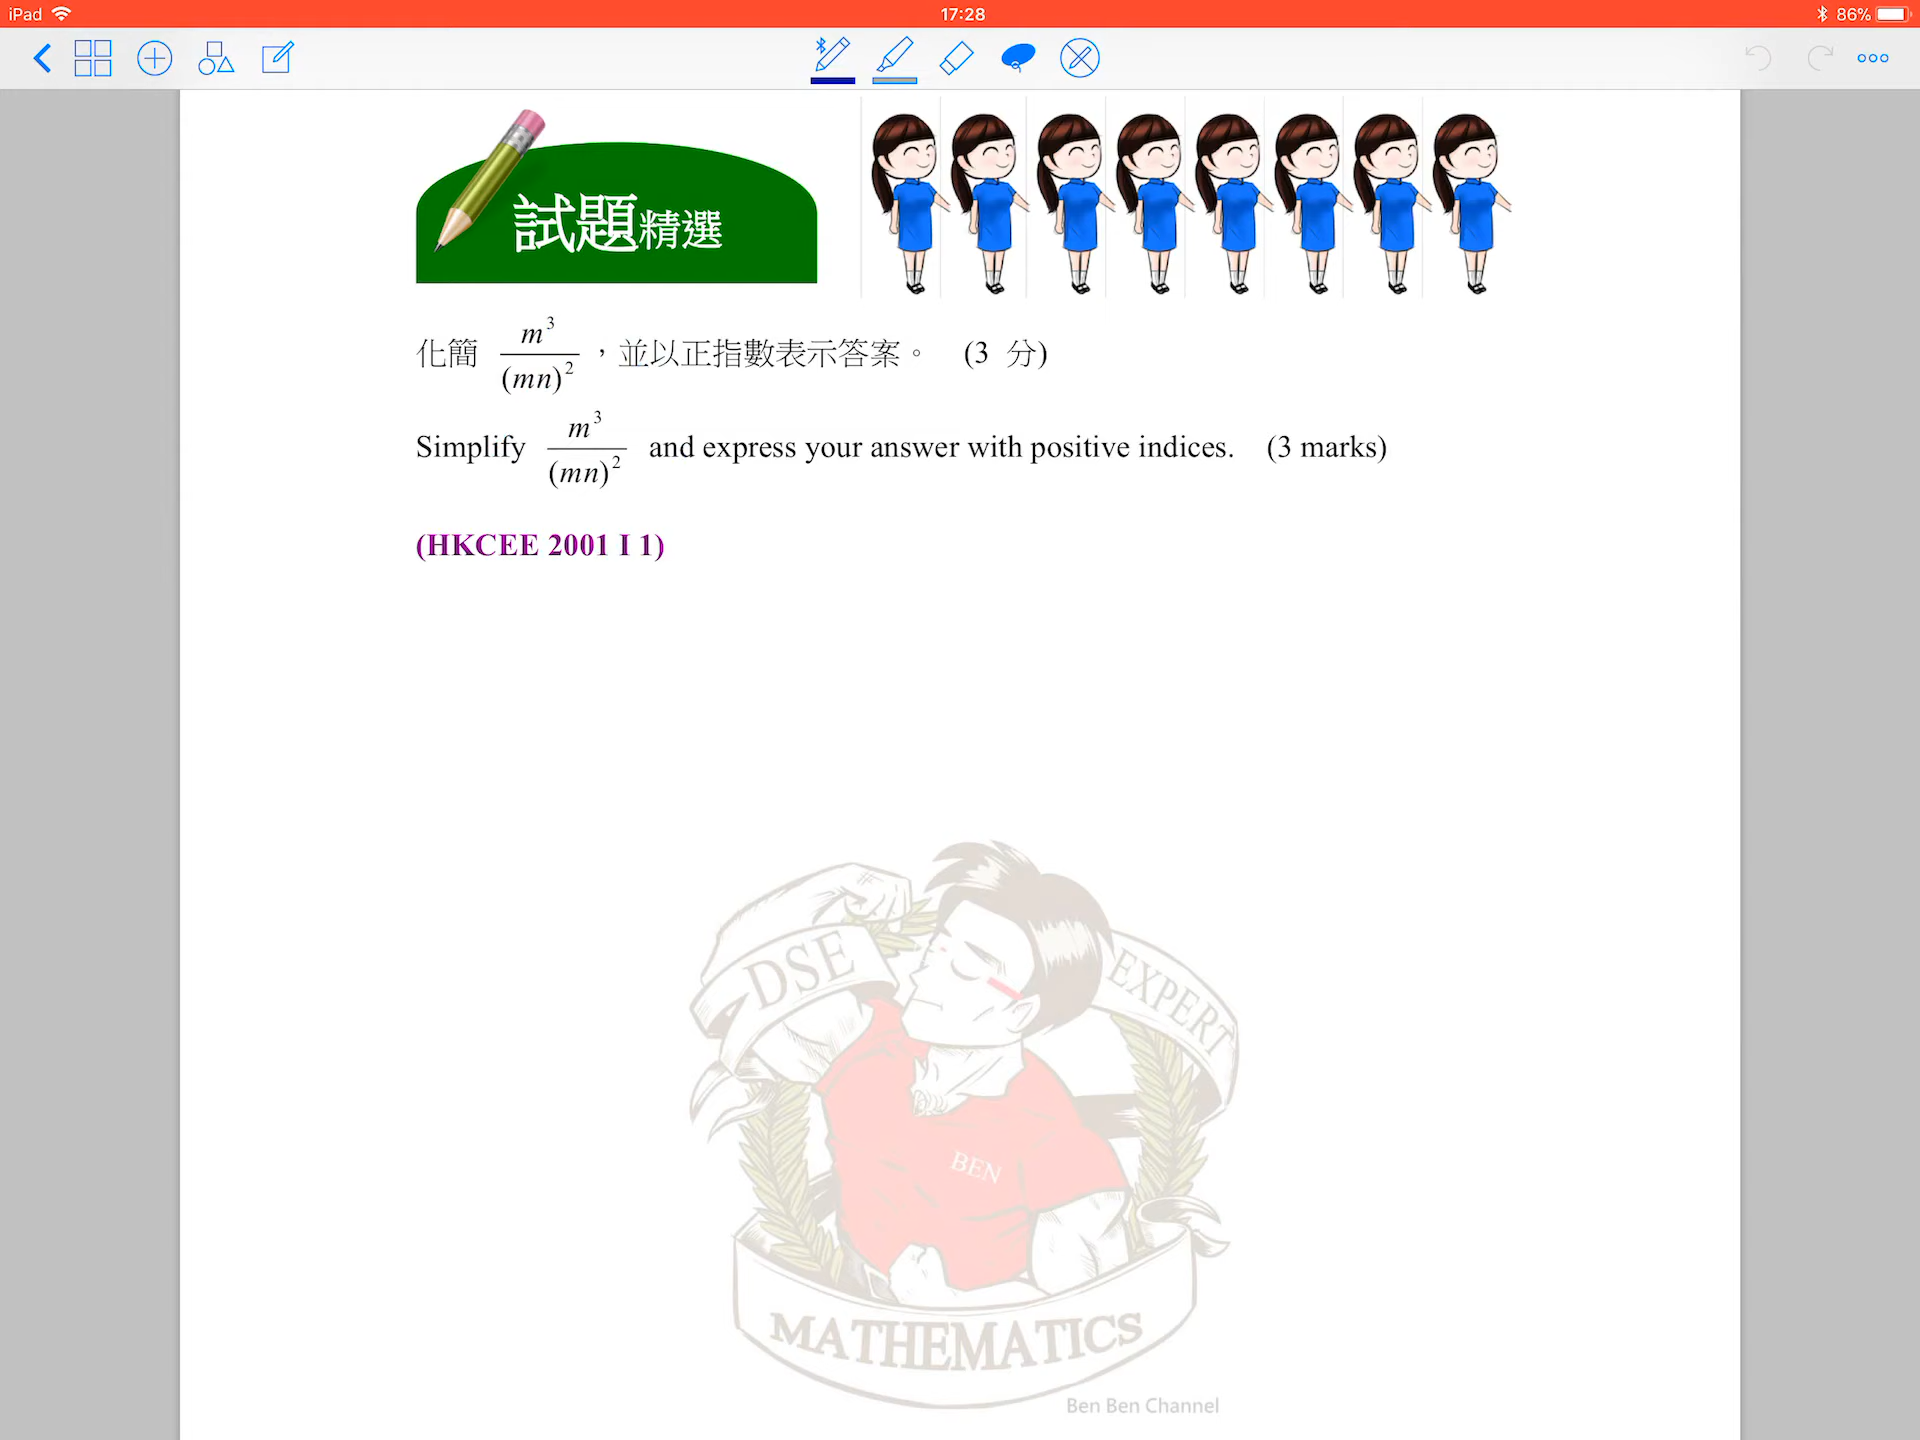 iPad 17:28 86%
試題精選
化簡 m³/(mn)²，並以正指數表示答案。 (3 分)
Simplify m³/(mn)² and express your answer with positive indices. (3 marks)
(HKCEE 2001 I 1)
DSE EXPERT
BEN
MATHEMATICS
Ben Ben Channel